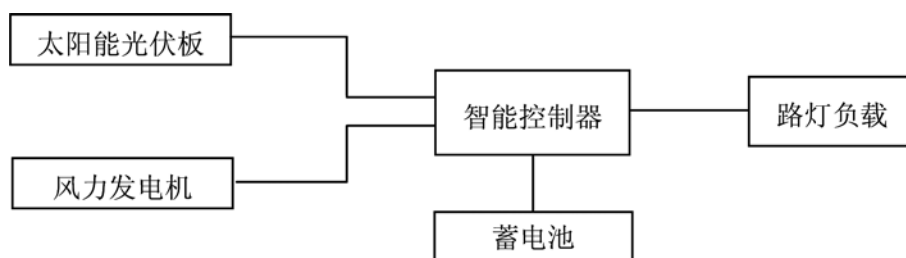 太阳能光伏板
智能控制器
路灯负载
风力发电机
蓄电池